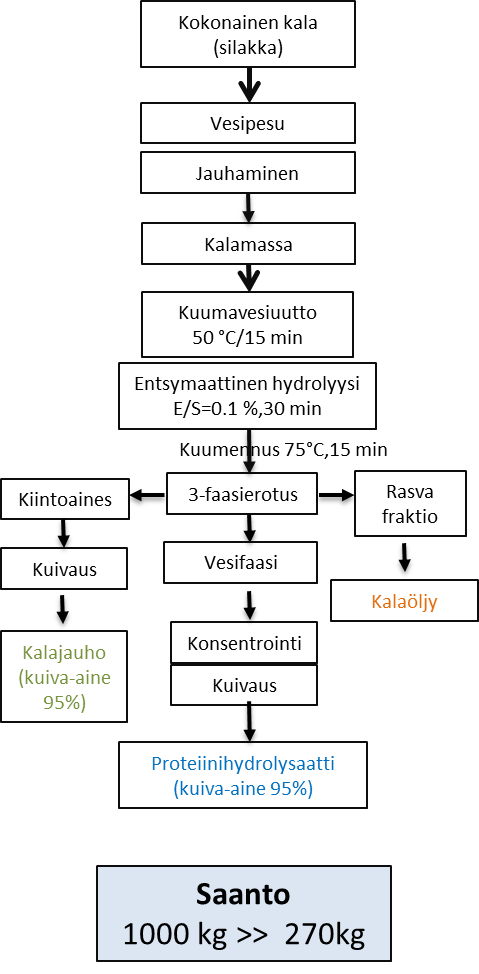 Kokonainen kala
(silakka)
Vesipesu
Jauhaminen
Kalamassa
Kuumavesiuutto
50 °C/15 min
Entsymaattinen hydrolyysi
E/S=0.1 %,30 min
Kuumennus 75°C,15 min
Kiintoaines
3-faasierotus
Rasva
fraktio
Kuivaus
Vesifaasi
Kalaöljy
Kalajauho
(kuiva-aine
95%)
Konsentrointi
Kuivaus
Proteiinihydrolysaatti
(kuiva-aine 95%)
Saanto
1000 kg >> 270kg